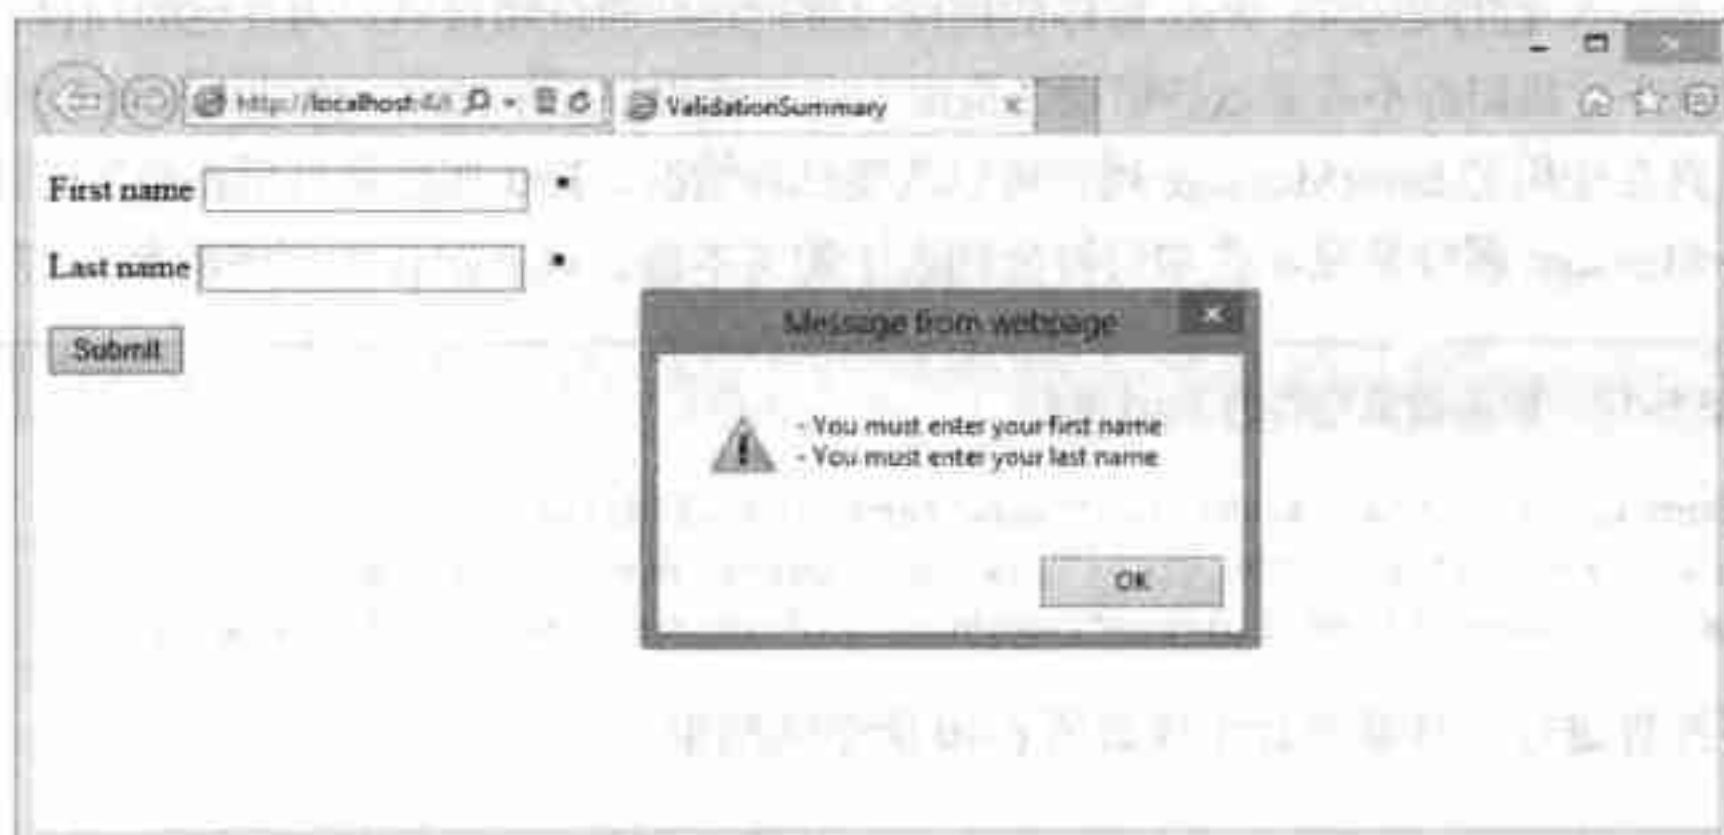 http://localhost:
ValidationSummary
First name *
Last name *
Submit
Message from webpage
- You must enter your first name
- You must enter your last name
OK